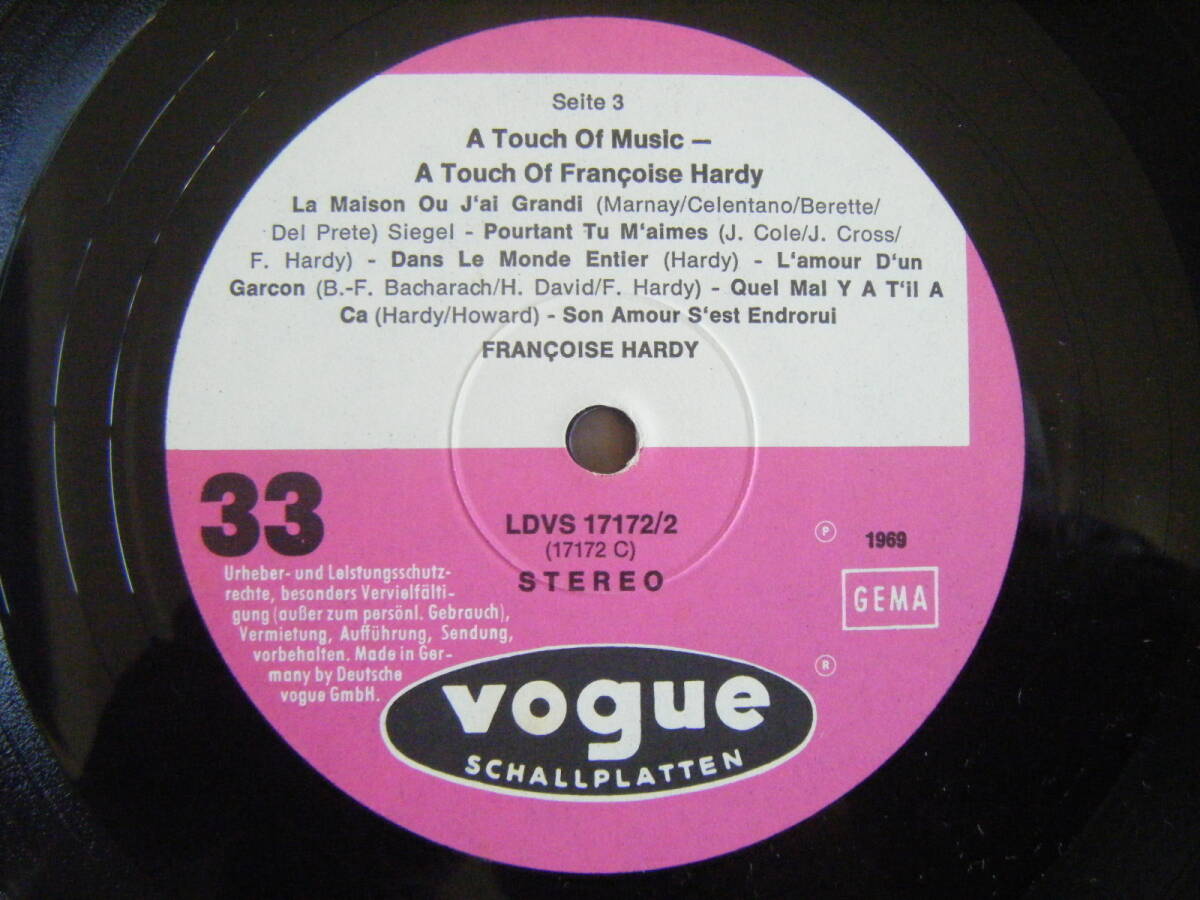 Seite 3
A Touch Of Music —
A Touch Of Françoise Hardy
La Maison Ou J'ai Grandi (Marnay/Celentano/Berette/
Del Prete) Siegel - Pourtant Tu M'aimes (J. Cole/J. Cross/
F. Hardy) - Dans Le Monde Entier (Hardy) - L'amour D'un
Garcon (B.-F. Bacharach/H. David/F. Hardy) - Quel Mal Y A T'il A
Ca (Hardy/Howard) - Son Amour S'est Endrorui
FRANÇOISE HARDY
33
LDVS 17172/2
(17172 C)
STEREO
Ⓟ 1969
GEMA
Urheber- und Leistungsschutz-
rechte, besonders Vervielfälti-
gung (außer zum persönl. Gebrauch),
Vermietung, Aufführung, Sendung,
vorbehalten. Made in Ger-
many by Deutsche
vogue GmbH.
®
vogue
SCHALLPLATTEN